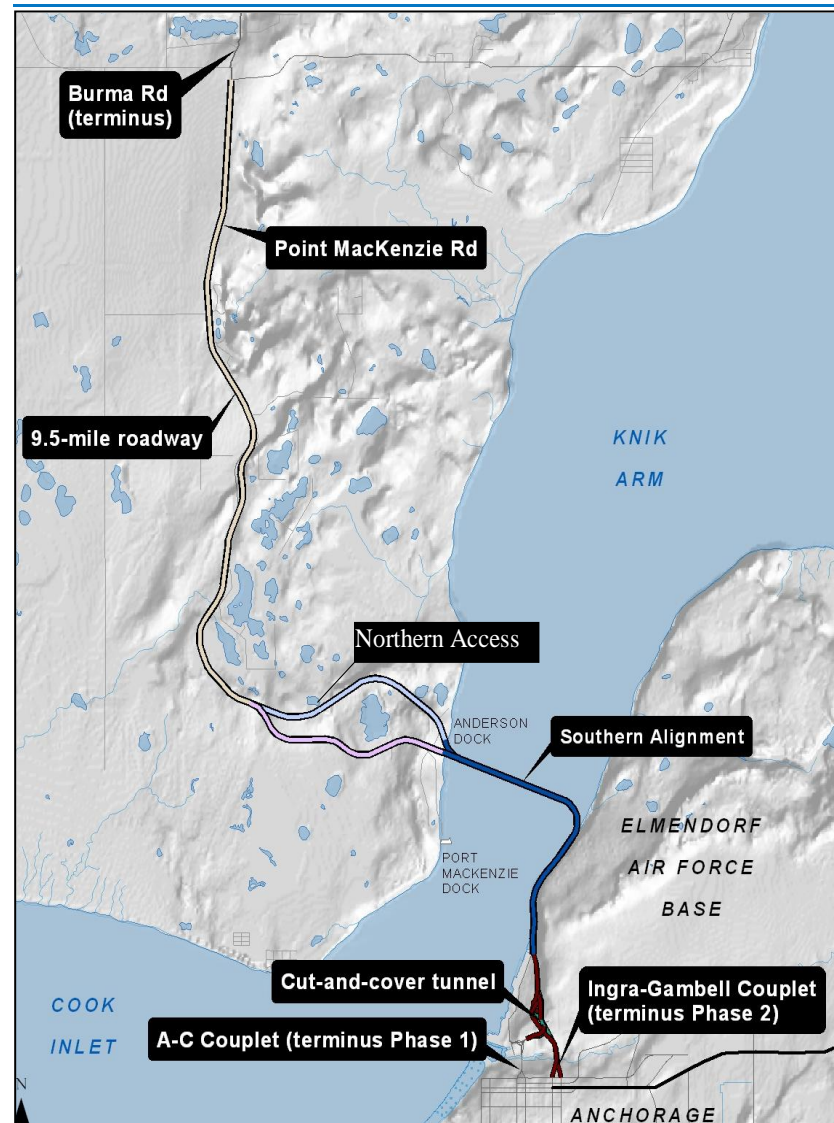 Burma Rd
(terminus)
Point MacKenzie Rd
9.5-mile roadway
KNIK
ARM
Northern Access
ANDERSON
DOCK
Southern Alignment
ELMENDORF
AIR FORCE
BASE
PORT
MACKENZIE
DOCK
Cut-and-cover tunnel
Ingra-Gambell Couplet
(terminus Phase 2)
COOK
INLET
A-C Couplet (terminus Phase 1)
N
ANCHORAGE